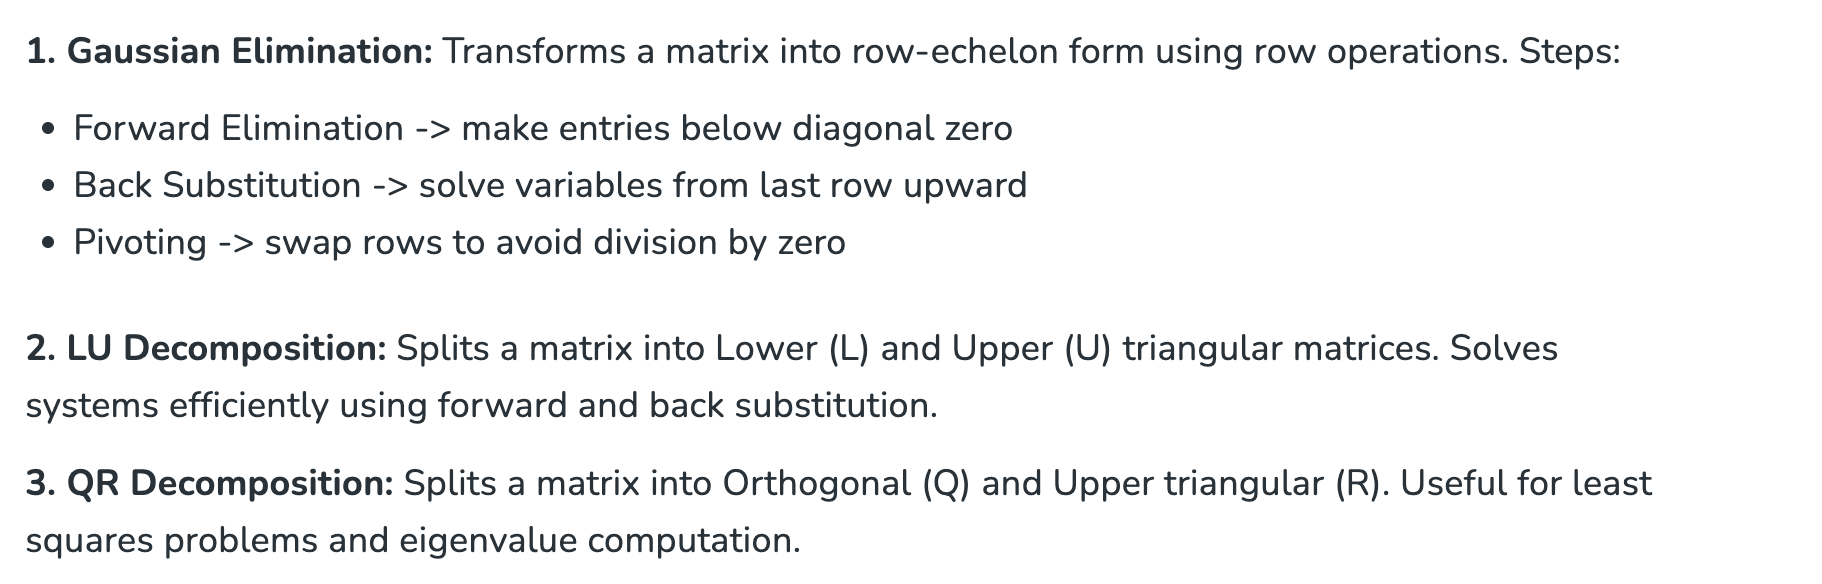 1. Gaussian Elimination: Transforms a matrix into row-echelon form using row operations. Steps:
• Forward Elimination -> make entries below diagonal zero
• Back Substitution -> solve variables from last row upward
• Pivoting -> swap rows to avoid division by zero
2. LU Decomposition: Splits a matrix into Lower (L) and Upper (U) triangular matrices. Solves
systems efficiently using forward and back substitution.
3. QR Decomposition: Splits a matrix into Orthogonal (Q) and Upper triangular (R). Useful for least
squares problems and eigenvalue computation.